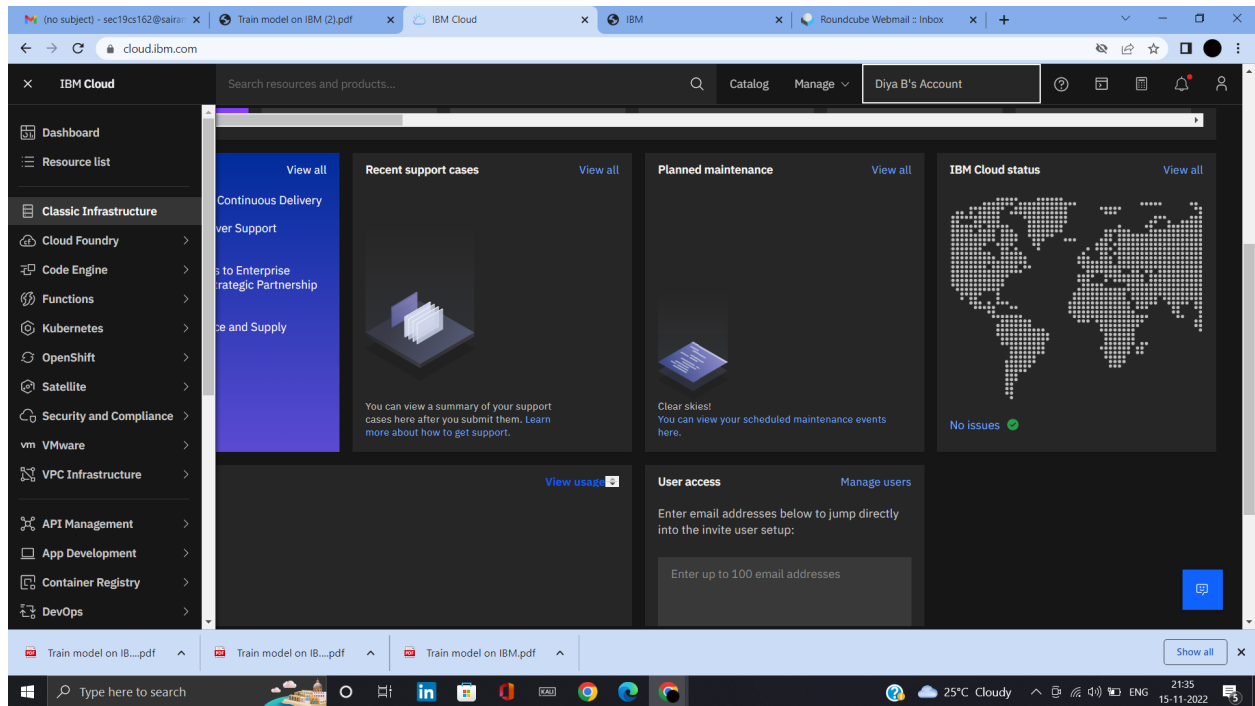 (no subject) - sec19cs162@sairam
Train model on IBM (2).pdf
IBM Cloud
IBM
Roundcube Webmail :: Inbox
cloud.ibm.com
IBM Cloud
Search resources and products...
Catalog
Manage
Diya B's Account
Dashboard
Resource list
Classic Infrastructure
Cloud Foundry
Code Engine
Functions
Kubernetes
OpenShift
Satellite
Security and Compliance
vm VMware
VPC Infrastructure
API Management
App Development
Container Registry
DevOps
View all
Continuous Delivery
ver Support
s to Enterprise
rategic Partnership
ce and Supply
Recent support cases
View all
You can view a summary of your support
cases here after you submit them. Learn
more about how to get support.
Planned maintenance
View all
Clear skies!
You can view your scheduled maintenance events
here.
IBM Cloud status
View all
No issues
View usage
User access
Manage users
Enter email addresses below to jump directly
into the invite user setup:
Enter up to 100 email addresses
Train model on IB....pdf
Train model on IB....pdf
Train model on IBM.pdf
Show all
Type here to search
KALI
25°C Cloudy
ENG
21:35
15-11-2022
5